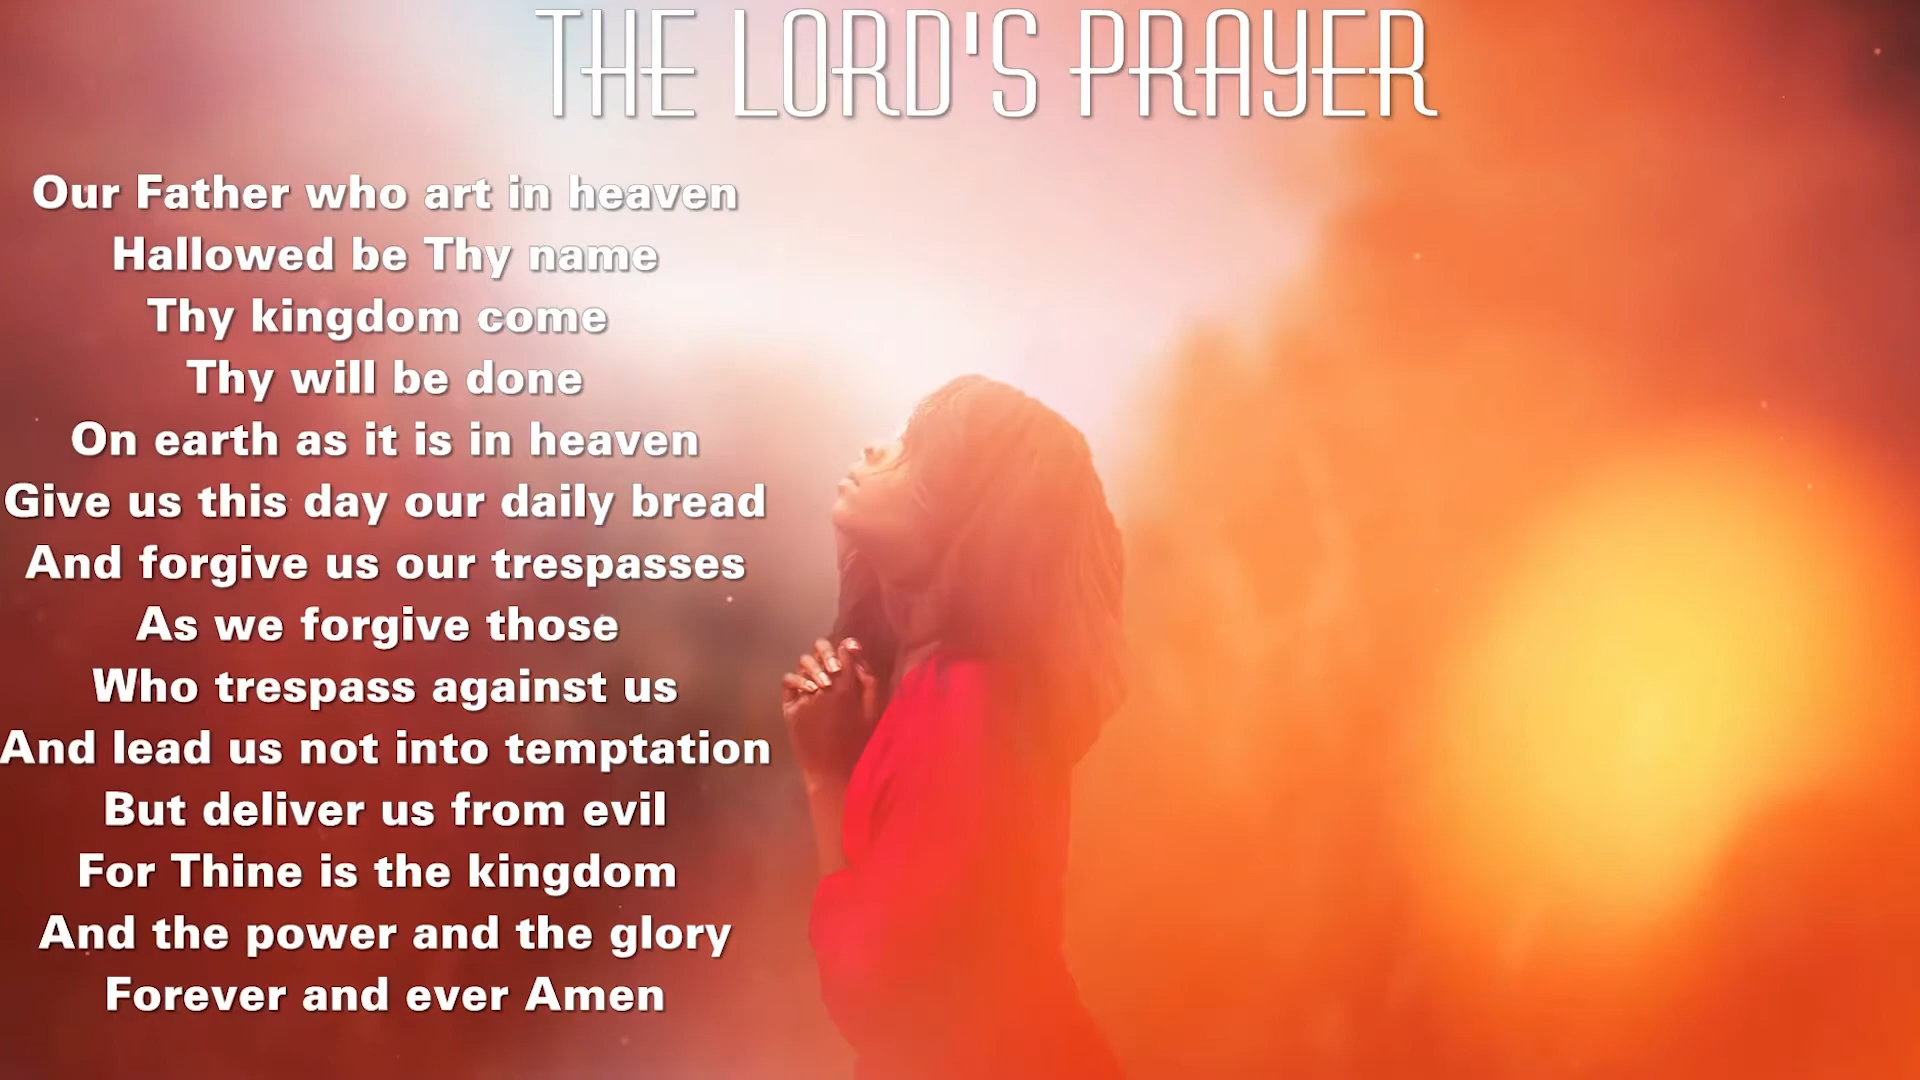 THE LORD'S PRAYER
Our Father who art in heaven
Hallowed be Thy name
Thy kingdom come
Thy will be done
On earth as it is in heaven
Give us this day our daily bread
And forgive us our trespasses
As we forgive those
Who trespass against us
And lead us not into temptation
But deliver us from evil
For Thine is the kingdom
And the power and the glory
Forever and ever Amen